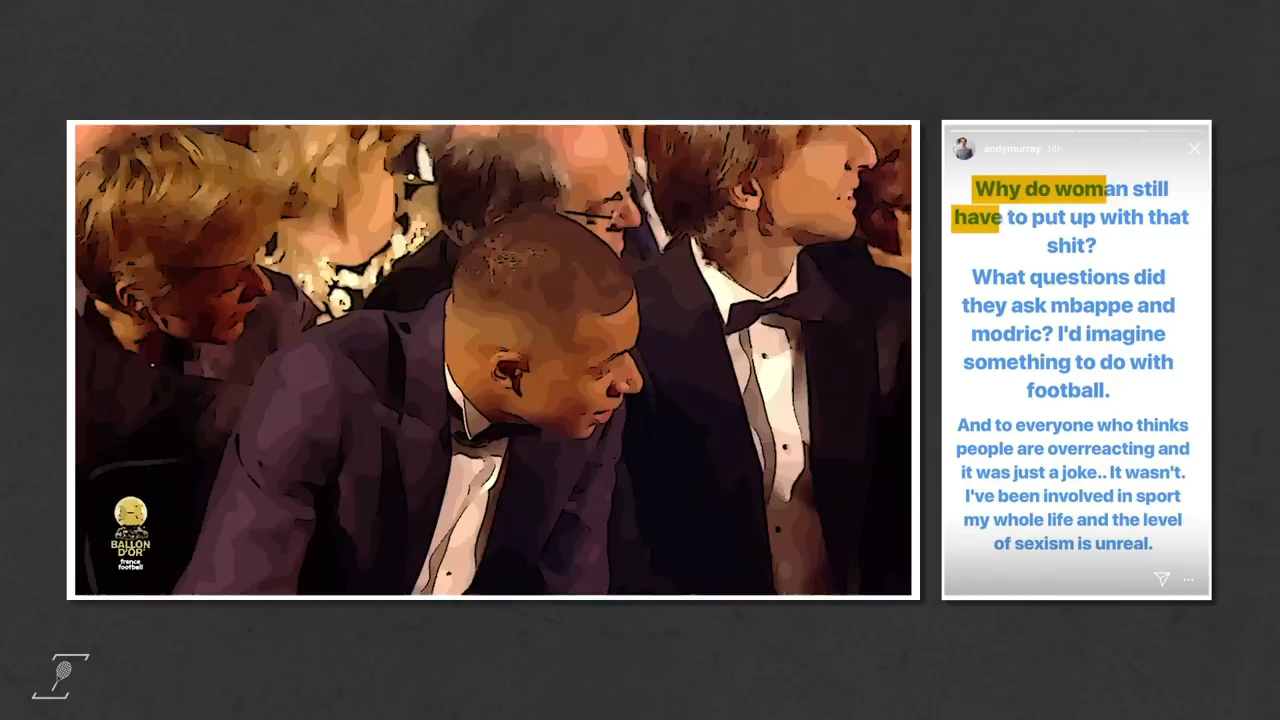 BALLON
D'OR
france
football
andymurray 14h
Why do woman still
have to put up with that
shit?
What questions did
they ask mbappe and
modric? I'd imagine
something to do with
football.
And to everyone who thinks
people are overreacting and
it was just a joke.. It wasn't.
I've been involved in sport
my whole life and the level
of sexism is unreal.